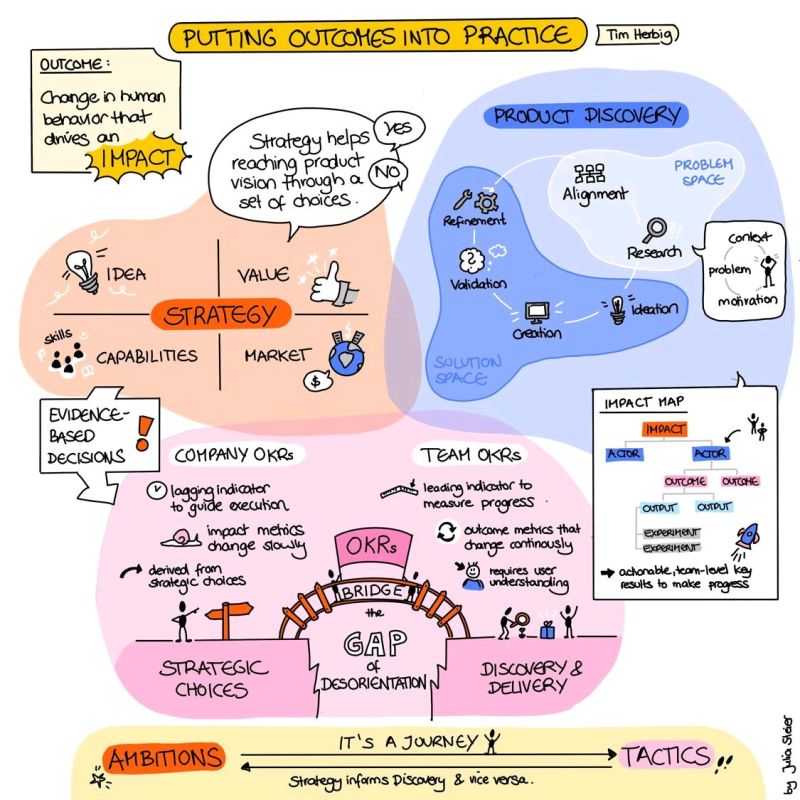 PUTTING OUTCOMES INTO PRACTICE
Tim Herbig
OUTCOME:
Change in human
behavior that
drives an
IMPACT
Strategy helps
reaching product
vision through a
set of choices.
YES
NO
IDEA
VALUE
STRATEGY
skills
CAPABILITIES
MARKET
$
PRODUCT DISCOVERY
PROBLEM
SPACE
Alignment
Research
Refinement
Validation
Creation
Ideation
SOLUTION
SPACE
Context
problem
motivation
EVIDENCE-
BASED
DECISIONS
!
COMPANY OKRs
lagging indicator
to guide execution
impact metrics
change slowly
derived from
strategic choices
TEAM OKRs
leading indicator to
measure progress.
outcome metrics that
change continously
requires user
understanding
OKRs
BRIDGE
the
GAP
of
DESORIENTATION
STRATEGIC
CHOICES
DISCOVERY &
DELIVERY
IMPACT MAP
IMPACT
ACTOR
ACTOR
OUTCOME
OUTCOME
OUTPUT
OUTPUT
EXPERIMENT
EXPERIMENT
→ actionable, team-level key
results to make progress
AMBITIONS
IT'S A JOURNEY
TACTICS !!
Strategy informs Discovery & vice versa.
by Julia